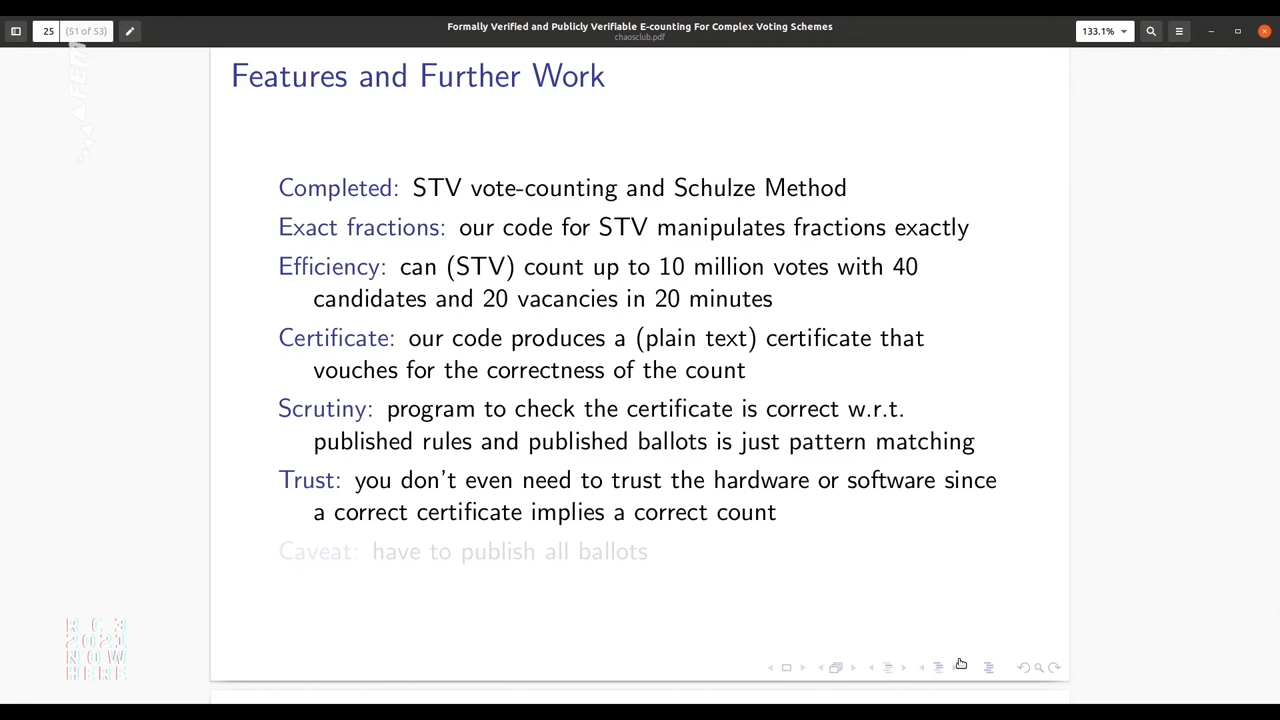 Formally Verified and Publicly Verifiable E-counting For Complex Voting Schemes
chaosclub.pdf
25 (51 of 53)
133.1%
Features and Further Work
Completed: STV vote-counting and Schulze Method
Exact fractions: our code for STV manipulates fractions exactly
Efficiency: can (STV) count up to 10 million votes with 40
candidates and 20 vacancies in 20 minutes
Certificate: our code produces a (plain text) certificate that
vouches for the correctness of the count
Scrutiny: program to check the certificate is correct w.r.t.
published rules and published ballots is just pattern matching
Trust: you don't even need to trust the hardware or software since
a correct certificate implies a correct count
Caveat: have to publish all ballots
RC3
2021
NOW
HERE